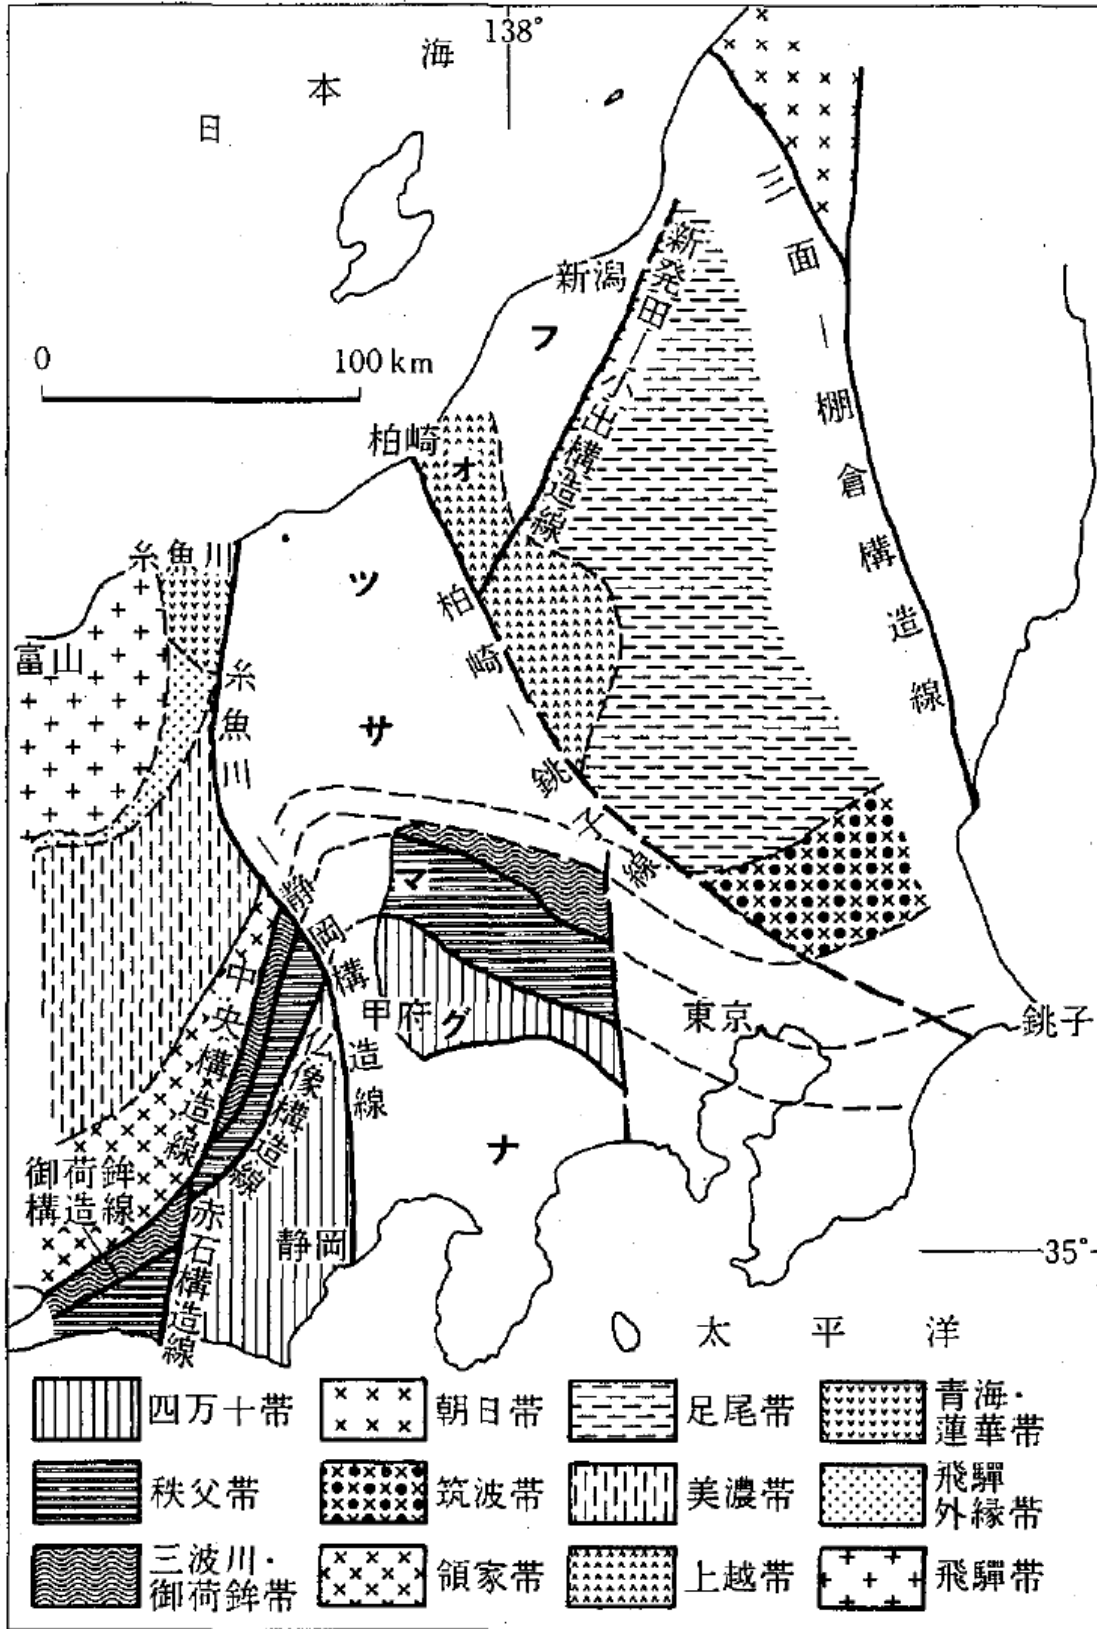 138°
日本海
新潟
0 100km
柏崎
糸魚川
富山
フ
オ
ツ
サ
マ
グ
ナ
三面―棚倉構造線
新発田―小出構造線
柏崎―銚子線
糸魚川―静岡構造線
中央構造線
仏像構造線
赤石構造線
御荷鉾
構造線
甲府
東京
銚子
静岡
35°
太平洋
四万十帯
朝日帯
足尾帯
青海・
蓮華帯
秩父帯
筑波帯
美濃帯
飛驒
外縁帯
三波川・
御荷鉾帯
領家帯
上越帯
飛驒帯